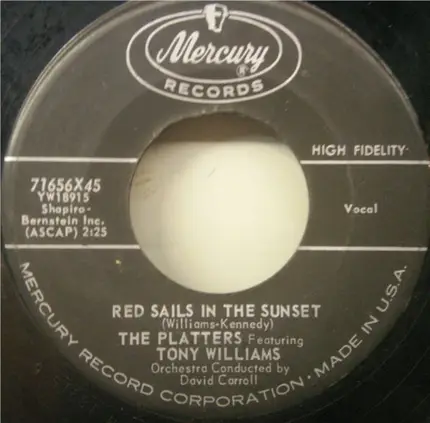 Mercury
®
RECORDS
HIGH FIDELITY
71656X45
YW18915
Shapiro-
Bernstein Inc.
(ASCAP) 2:25
Vocal
RED SAILS IN THE SUNSET
(Williams-Kennedy)
THE PLATTERS Featuring
TONY WILLIAMS
Orchestra Conducted by
David Carroll
MERCURY RECORD CORPORATION • MADE IN U.S.A.